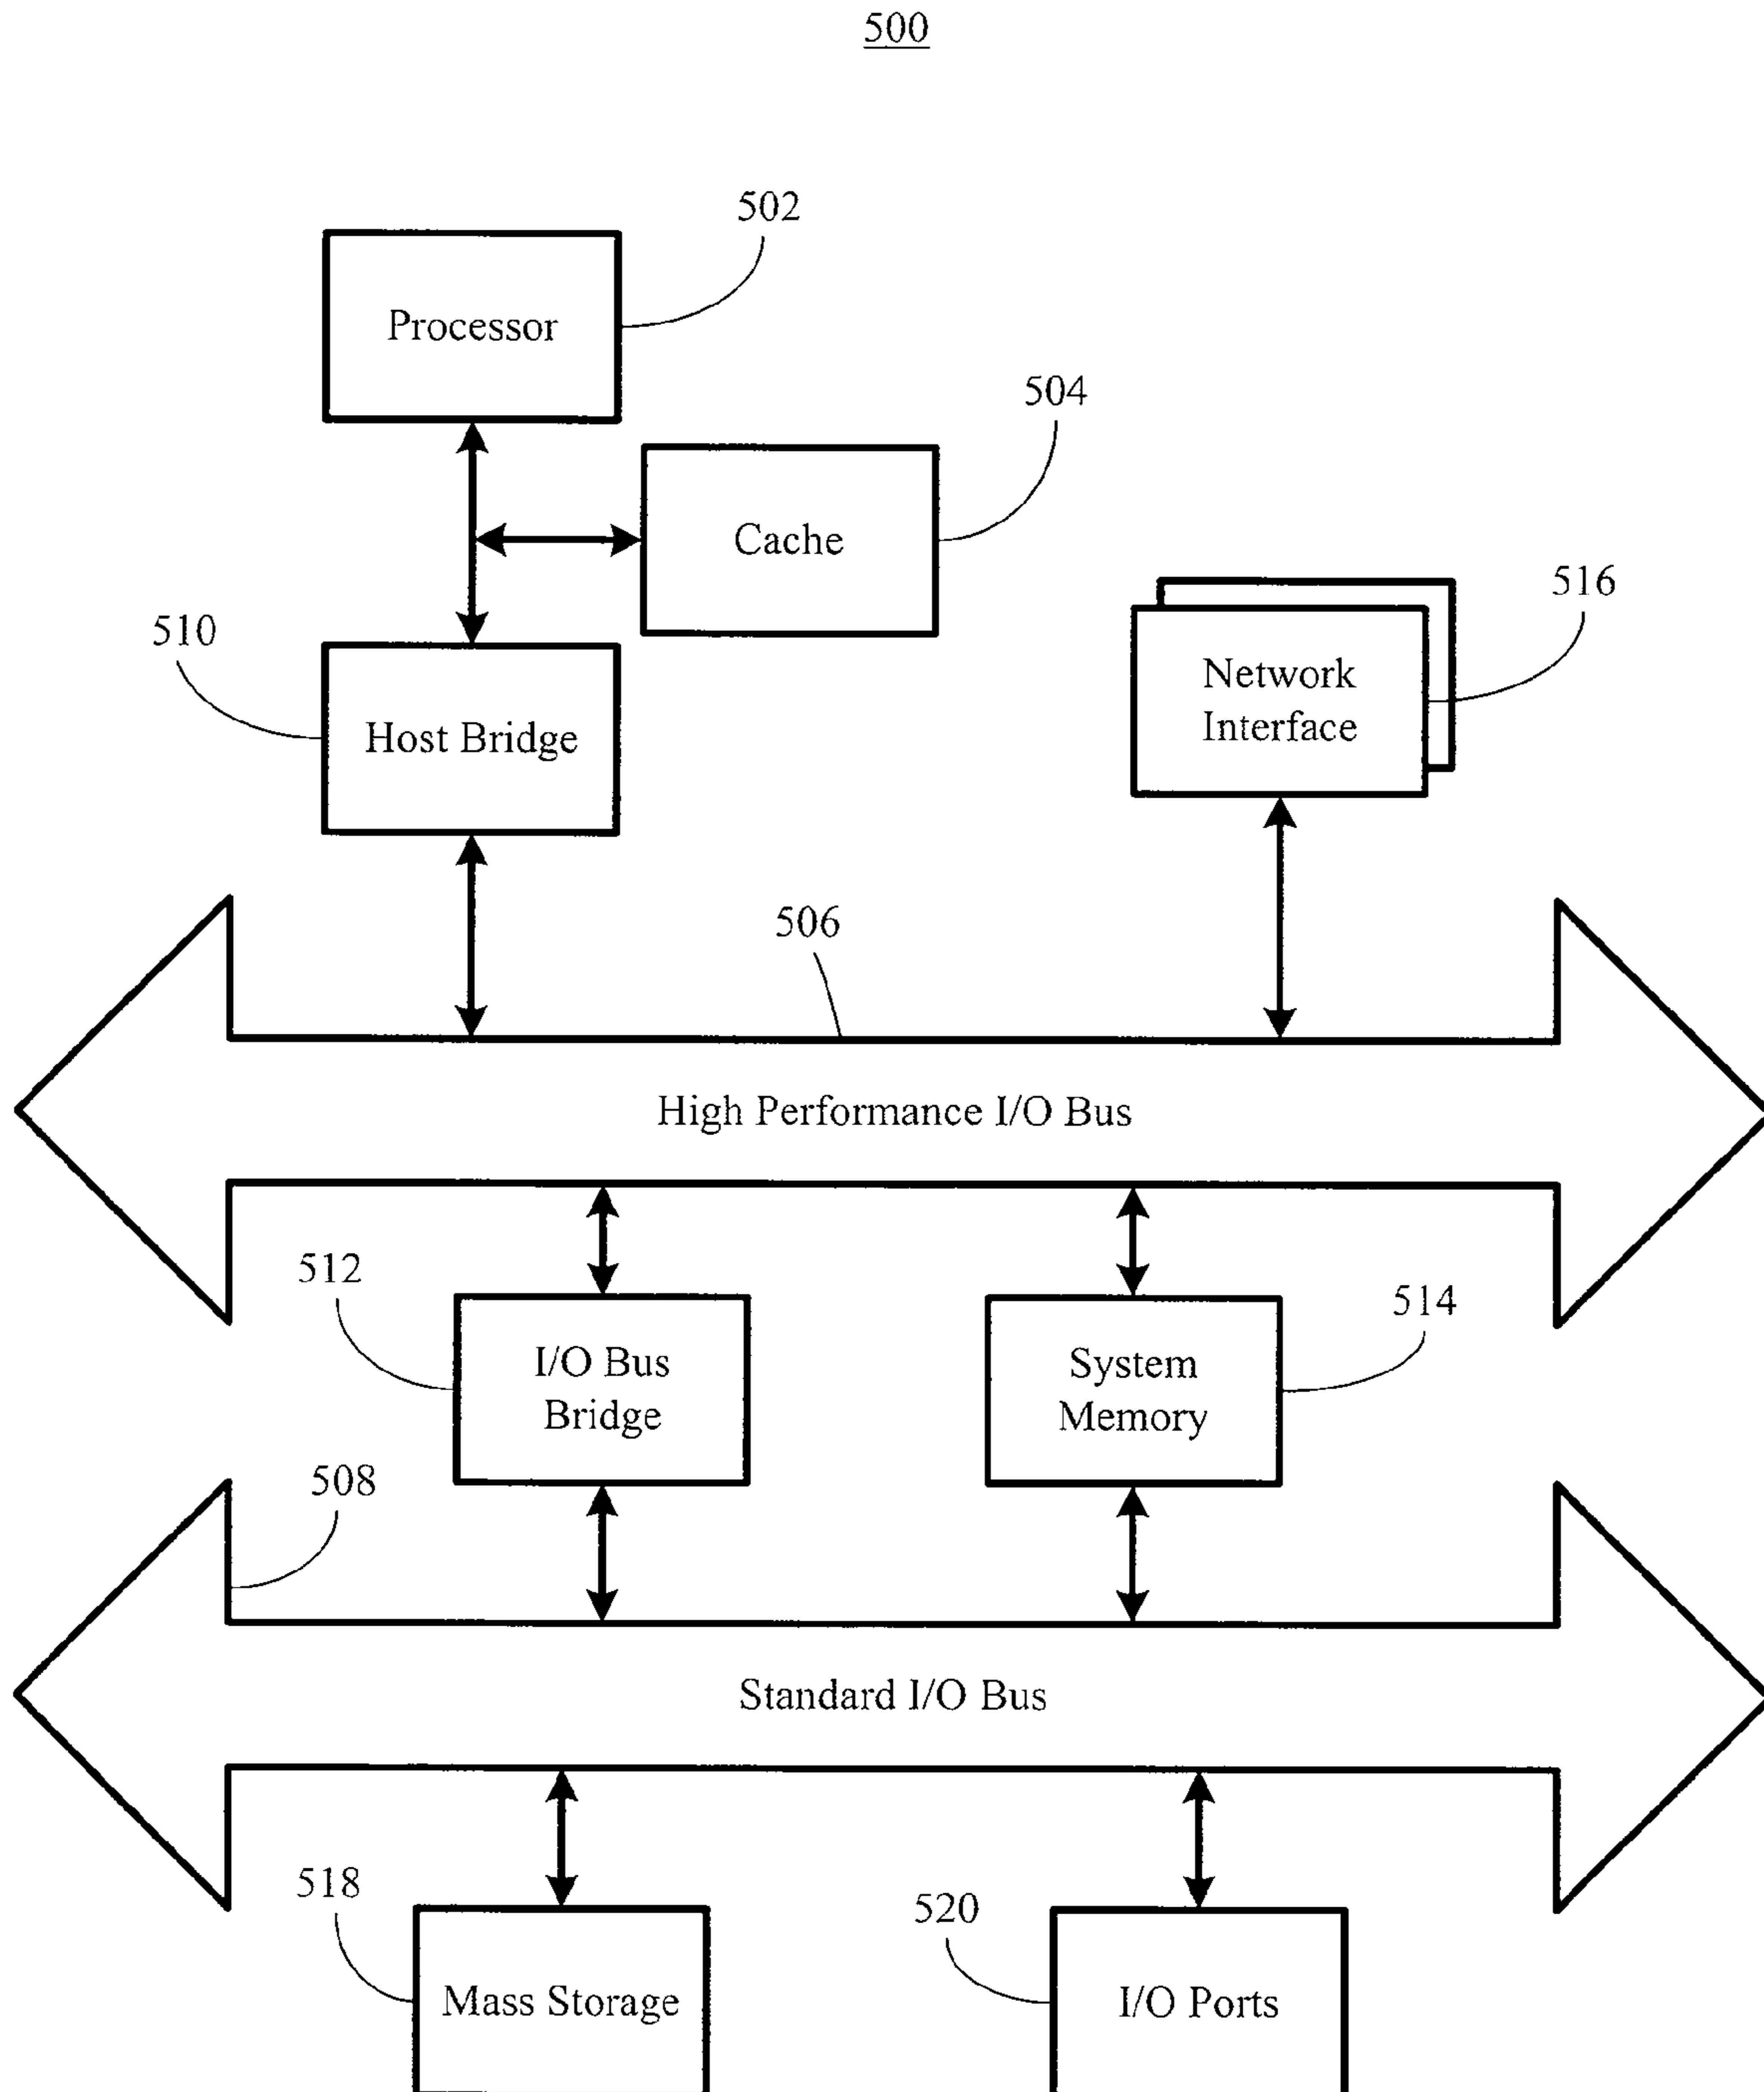 500
502
Processor
504
Cache
516
510
Network
Interface
Host Bridge
506
High Performance I/O Bus
512
514
I/O Bus
Bridge
System
Memory
508
Standard I/O Bus
518
520
Mass Storage
I/O Ports